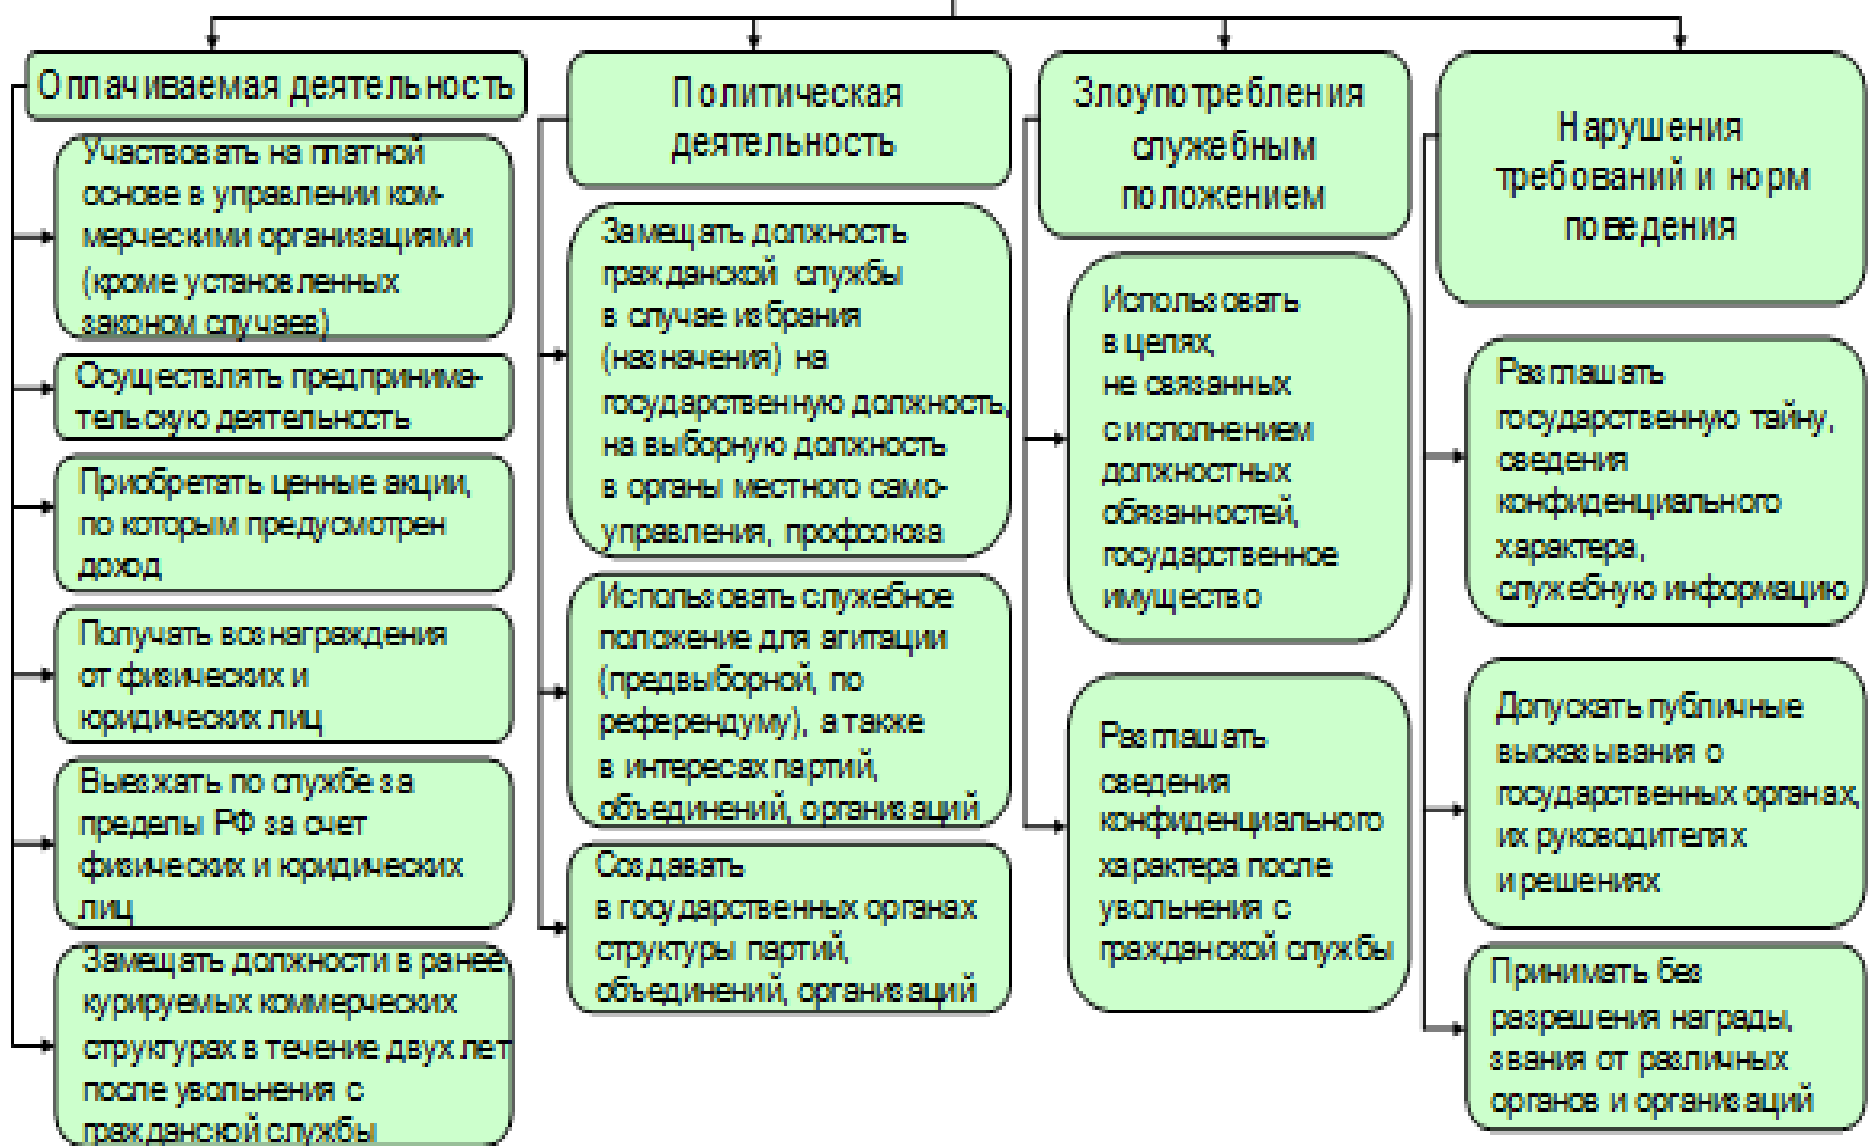 Оплачиваемая деятельность
Участвовать на платной
основе в управлении ком-
мерческими организациями
(кроме установленных
законом случаев)
Осуществлять предпринима-
тельскую деятельность
Приобретать ценные акции,
по которым предусмотрен
доход
Получать вознаграждения
от физических и
юридических лиц
Выезжать по службе за
пределы РФ за счет
физических и юридических
лиц
Замещать должности в ранее
курируемых коммерческих
структурах в течение двух лет
после увольнения с
гражданской службы
Политическая
деятельность
Замещать должность
гражданской службы
в случае избрания
(назначения) на
государственную должность,
на выборную должность
в органы местного само-
управления, профсоюза
Использовать служебное
положение для агитации
(предвыборной, по
референдуму), а также
в интересах партий,
объединений, организаций
Создавать
в государственных органах
структуры партий,
объединений, организаций
Злоупотребления
служебным
положением
Использовать
в целях,
не связанных
с исполнением
должностных
обязанностей,
государственное
имущество
Разглашать
сведения
конфиденциального
характера после
увольнения с
гражданской службы
Нарушения
требований и норм
поведения
Разглашать
государственную тайну,
сведения
конфиденциального
характера,
служебную информацию
Допускать публичные
высказывания о
государственных органах,
их руководителях
и решениях
Принимать без
разрешения награды,
звания от различных
органов и организаций